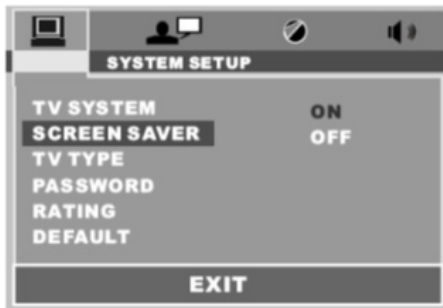 SYSTEM SETUP
TV SYSTEM ON
SCREEN SAVER OFF
TV TYPE
PASSWORD
RATING
DEFAULT
EXIT